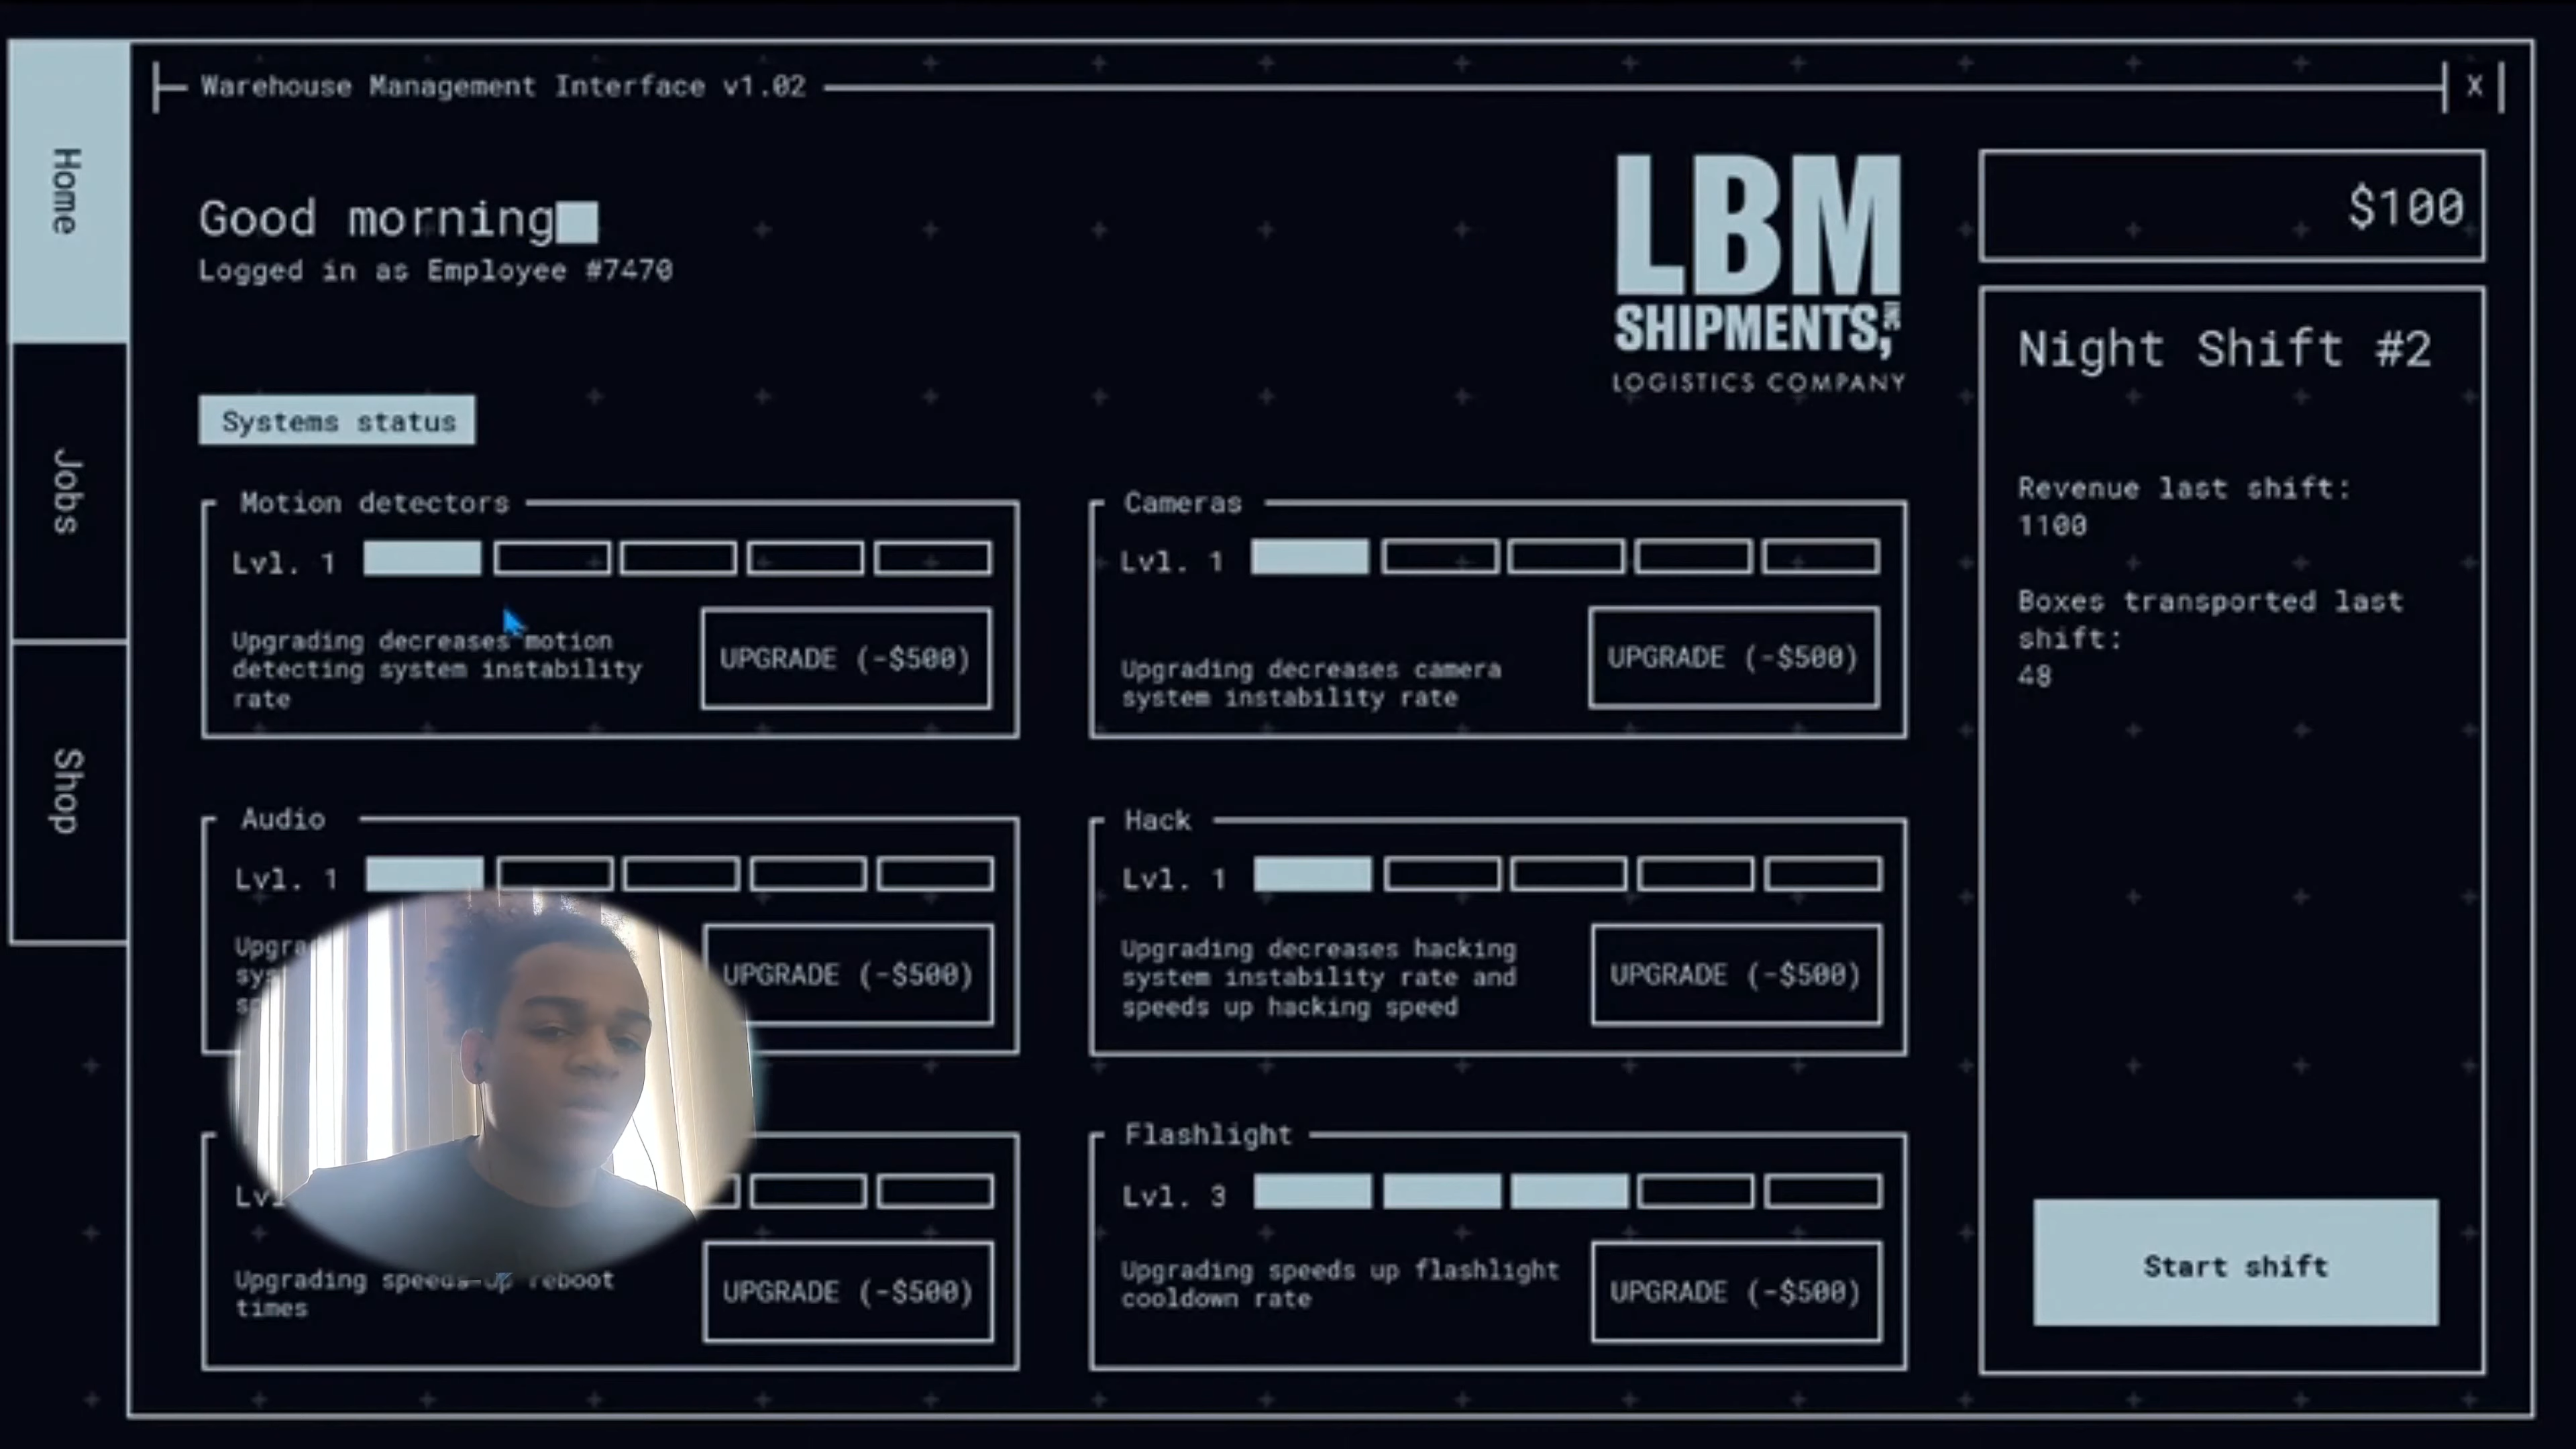 Warehouse Management Interface v1.02
X
Home
Jobs
Shop
Good morning
Logged in as Employee #7470
LBM
SHIPMENTS, INC
LOGISTICS COMPANY
$100
Systems status
Motion detectors
Lvl. 1
Upgrading decreases motion
detecting system instability
rate
UPGRADE (-$500)
Cameras
Lvl. 1
Upgrading decreases camera
system instability rate
UPGRADE (-$500)
Audio
Lvl. 1
UPGRADE (-$500)
Hack
Lvl. 1
Upgrading decreases hacking
system instability rate and
speeds up hacking speed
UPGRADE (-$500)
Upgrading speeds up reboot
times
UPGRADE (-$500)
Flashlight
Lvl. 3
Upgrading speeds up flashlight
cooldown rate
UPGRADE (-$500)
Night Shift #2
Revenue last shift:
1100
Boxes transported last
shift:
48
Start shift